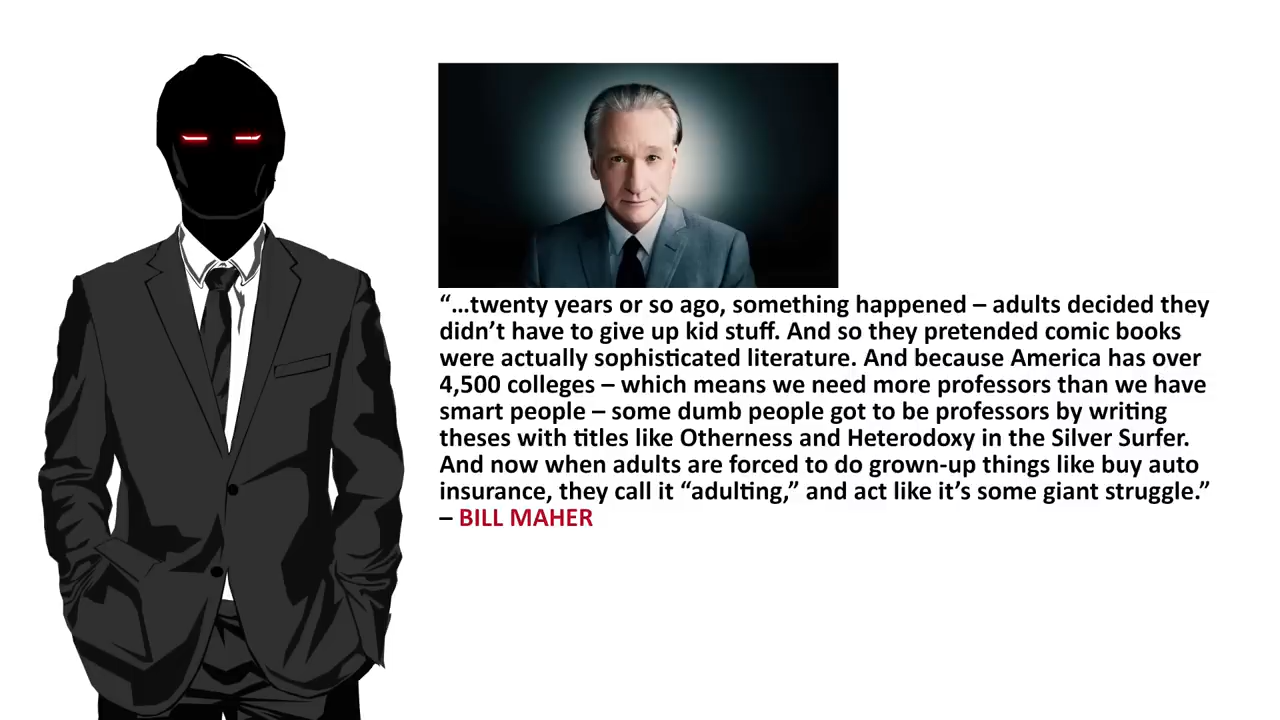 “…twenty years or so ago, something happened – adults decided they
didn’t have to give up kid stuff. And so they pretended comic books
were actually sophisticated literature. And because America has over
4,500 colleges – which means we need more professors than we have
smart people – some dumb people got to be professors by writing
theses with titles like Otherness and Heterodoxy in the Silver Surfer.
And now when adults are forced to do grown-up things like buy auto
insurance, they call it “adulting,” and act like it’s some giant struggle.”
– BILL MAHER